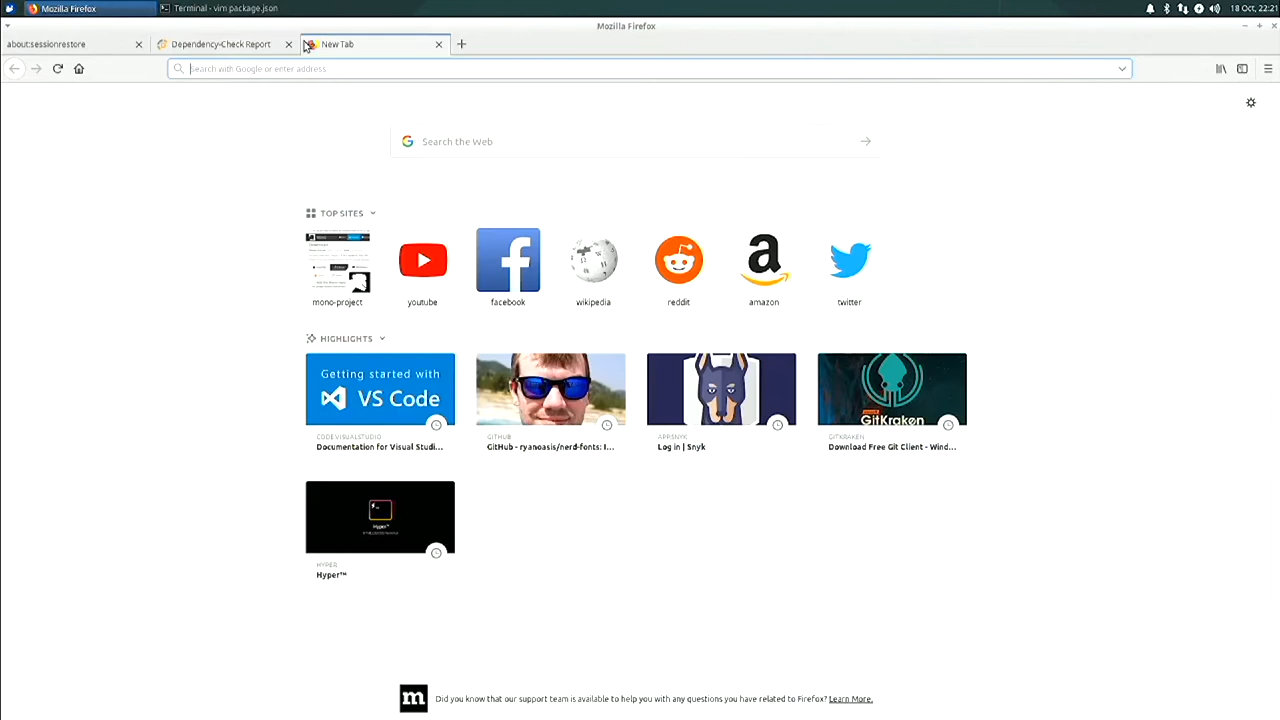 Mozilla Firefox
Terminal - vim package.json
18 Oct, 22:21
Mozilla Firefox
about:sessionrestore
Dependency-Check Report
New Tab
Search with Google or enter address
Search the Web
TOP SITES
mono-project
youtube
facebook
wikipedia
reddit
amazon
twitter
HIGHLIGHTS
Getting started with
VS Code
GitKraken
CODE.VISUALSTUDIO
GITHUB
APP.SNYK
GITKRAKEN
Documentation for Visual Studi...
GitHub - ryanoasis/nerd-fonts: I...
Log in | Snyk
Download Free Git Client - Wind...
Hyper™
HYPER
Hyper™
m
Did you know that our support team is available to help you with any questions you have related to Firefox? Learn More.